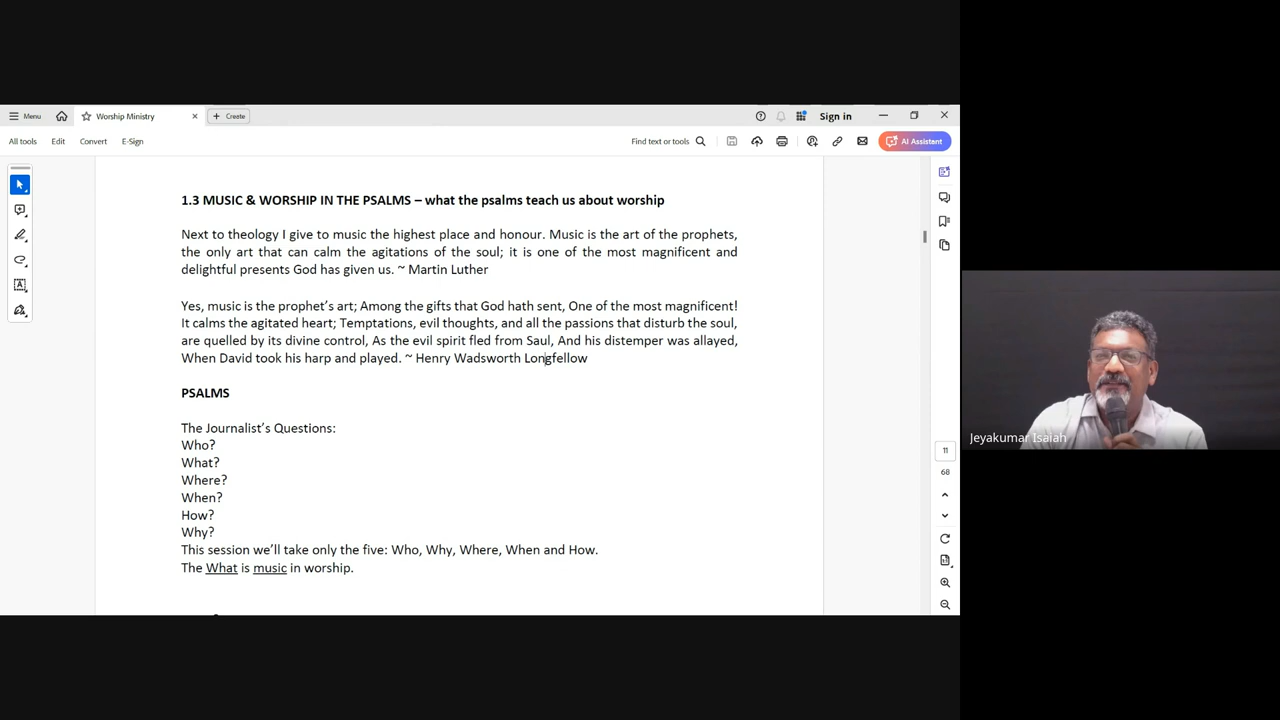 Menu
Worship Ministry
Create
Sign in
All tools
Edit
Convert
E-Sign
Find text or tools
AI Assistant
1.3 MUSIC & WORSHIP IN THE PSALMS – what the psalms teach us about worship
Next to theology I give to music the highest place and honour. Music is the art of the prophets,
the only art that can calm the agitations of the soul; it is one of the most magnificent and
delightful presents God has given us. ~ Martin Luther
Yes, music is the prophet's art; Among the gifts that God hath sent, One of the most magnificent!
It calms the agitated heart; Temptations, evil thoughts, and all the passions that disturb the soul,
are quelled by its divine control, As the evil spirit fled from Saul, And his distemper was allayed,
When David took his harp and played. ~ Henry Wadsworth Longfellow
PSALMS
The Journalist's Questions:
Who?
What?
Where?
When?
How?
Why?
This session we'll take only the five: Who, Why, Where, When and How.
The What is music in worship.
11
68
Jeyakumar Isaiah